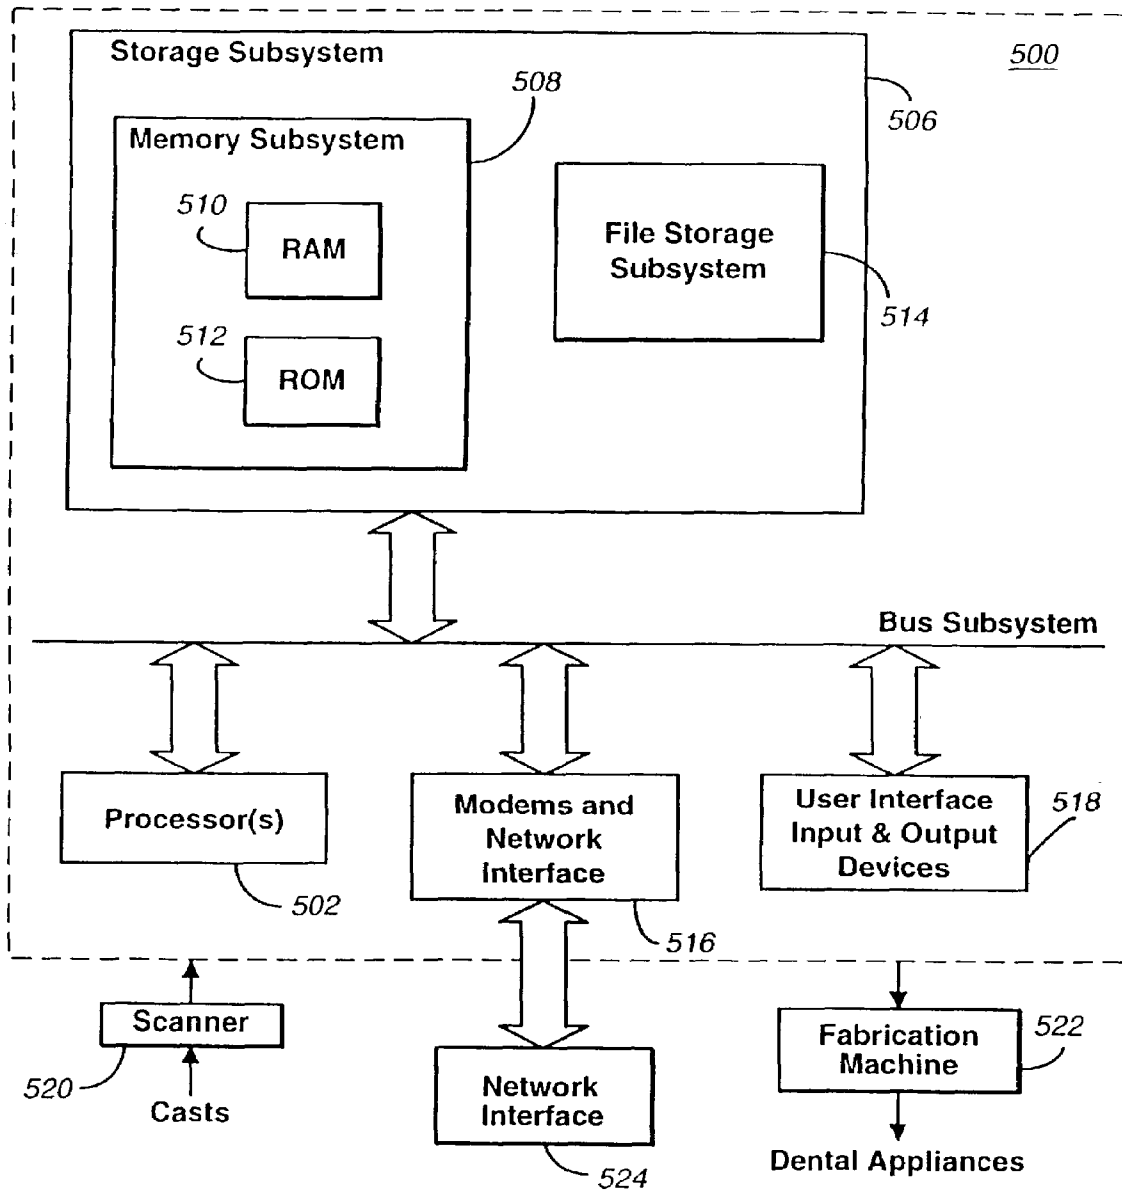 Storage Subsystem
500
508
506
Memory Subsystem
510
RAM
File Storage
Subsystem
514
512
ROM
Bus Subsystem
Processor(s)
502
Modems and
Network
Interface
516
User Interface
Input & Output
Devices
518
Scanner
520
Casts
Network
Interface
524
Fabrication
Machine
522
Dental Appliances